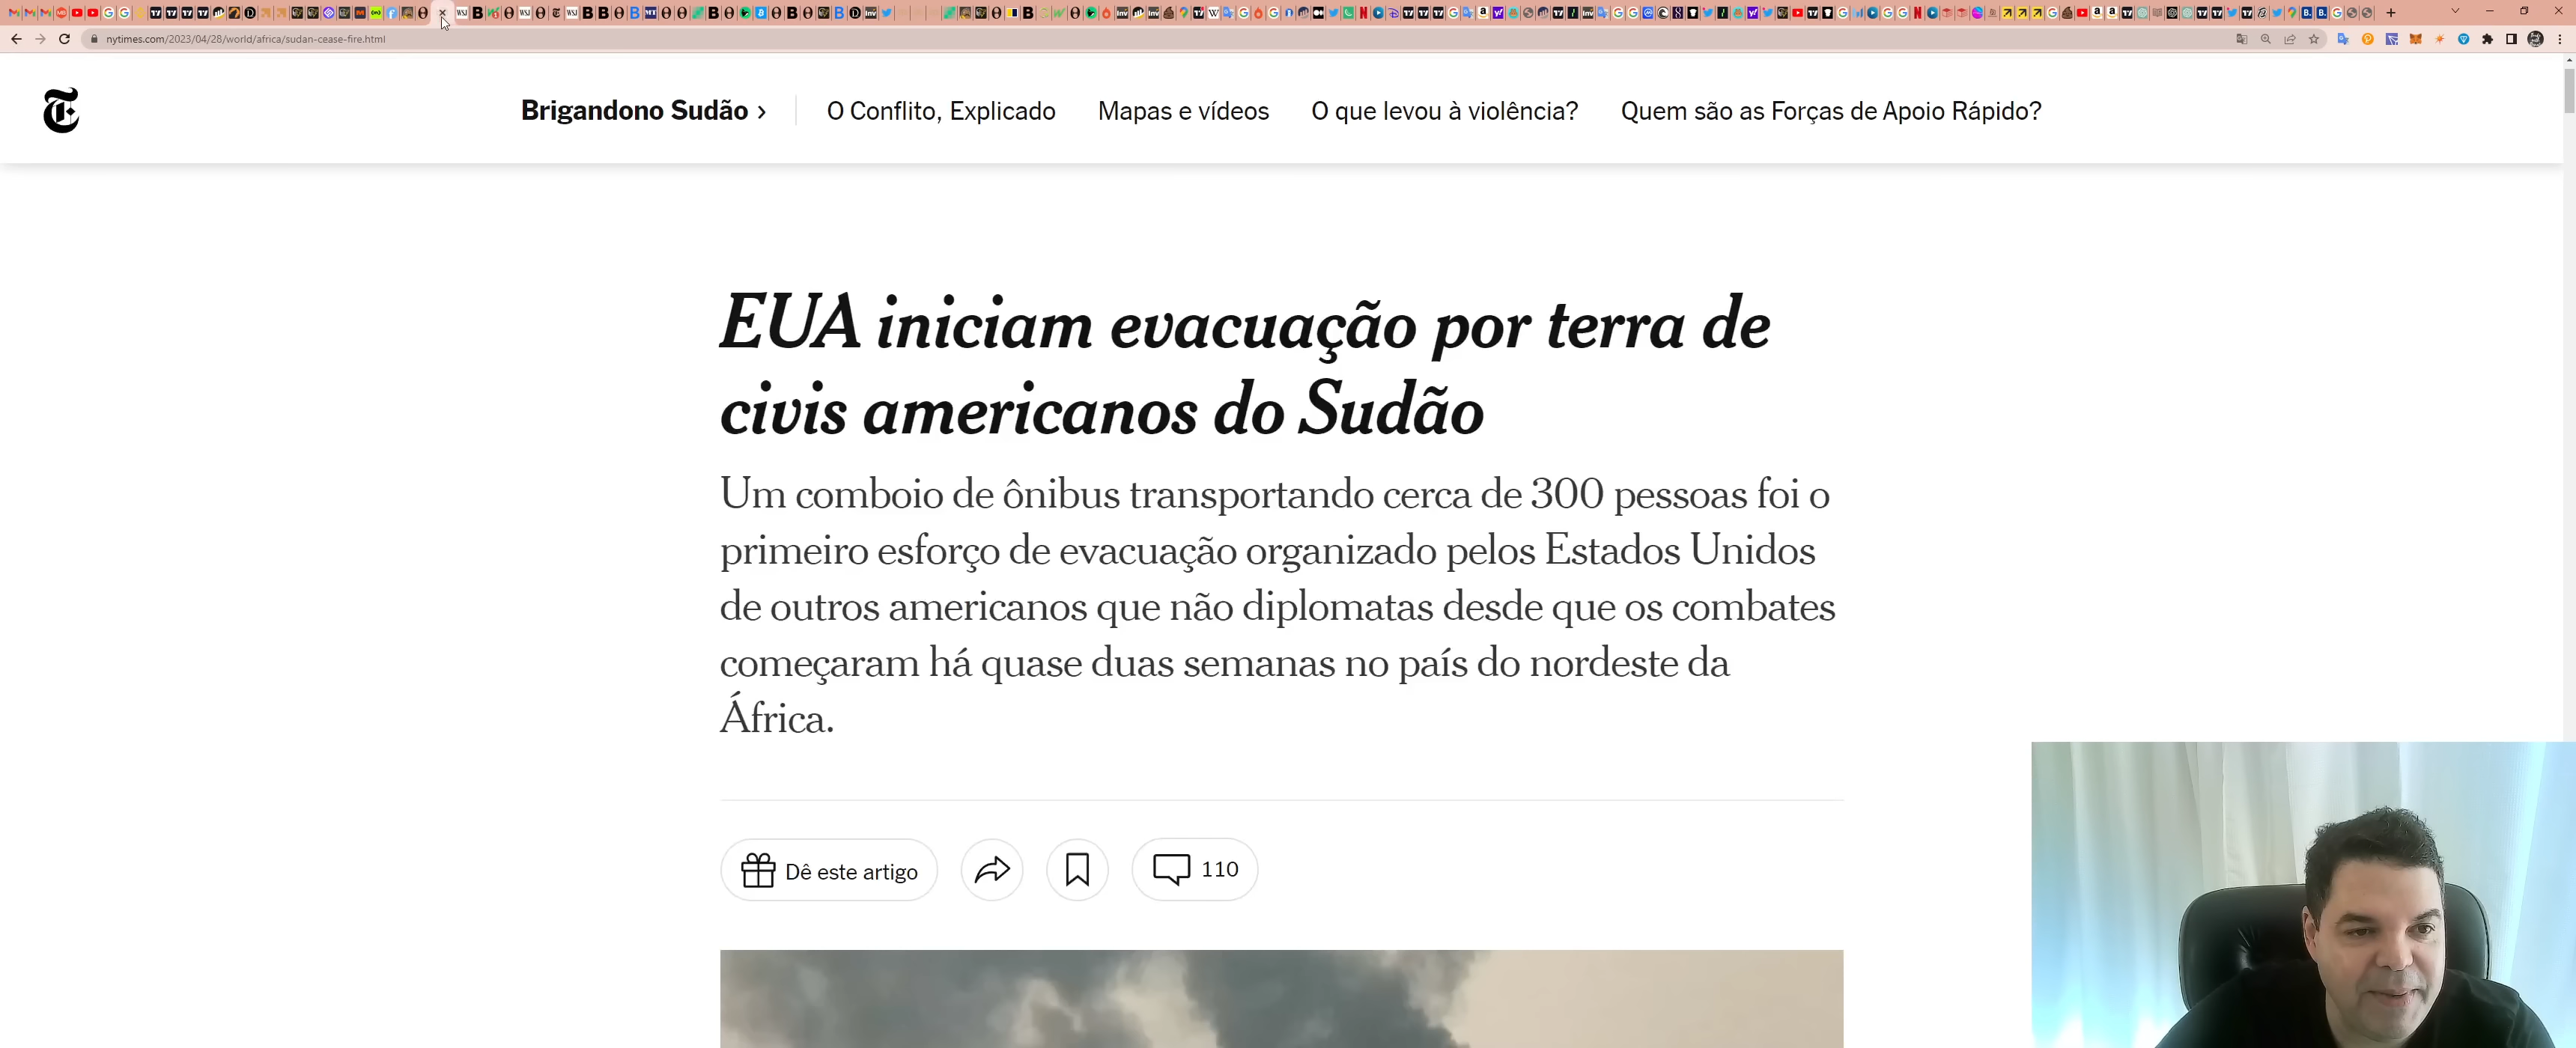 nytimes.com/2023/04/28/world/africa/sudan-cease-fire.html
Brigandono Sudão ›
O Conflito, Explicado
Mapas e vídeos
O que levou à violência?
Quem são as Forças de Apoio Rápido?
EUA iniciam evacuação por terra de
civis americanos do Sudão
Um comboio de ônibus transportando cerca de 300 pessoas foi o
primeiro esforço de evacuação organizado pelos Estados Unidos
de outros americanos que não diplomatas desde que os combates
começaram há quase duas semanas no país do nordeste da
África.
Dê este artigo
110